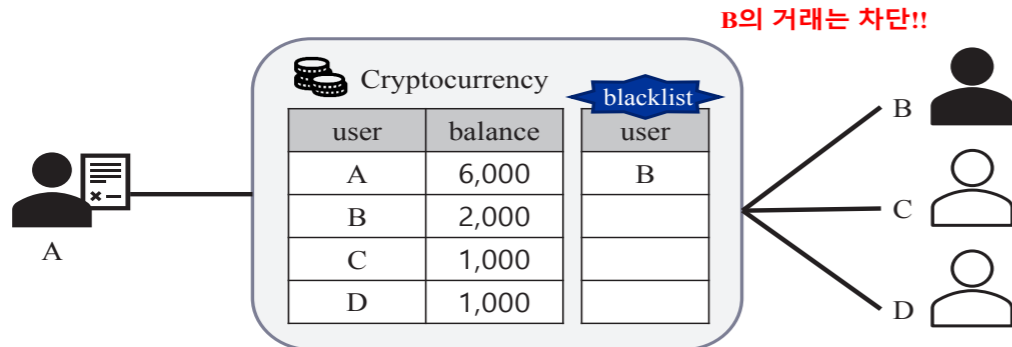 B의 거래는 차단!!
Cryptocurrency
blacklist
user balance user
A 6,000 B
B 2,000
C 1,000
D 1,000
A
B
C
D